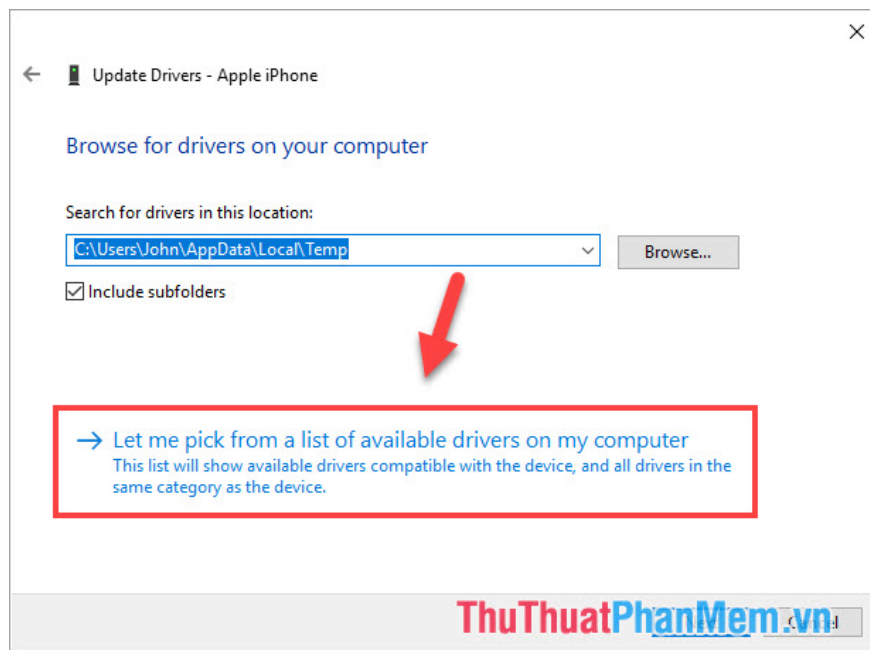 Update Drivers - Apple iPhone
Browse for drivers on your computer
Search for drivers in this location:
C:\Users\John\AppData\Local\Temp
Browse...
Include subfolders
Let me pick from a list of available drivers on my computer
This list will show available drivers compatible with the device, and all drivers in the
same category as the device.
ThuThuatPhanMem.vn
Cancel